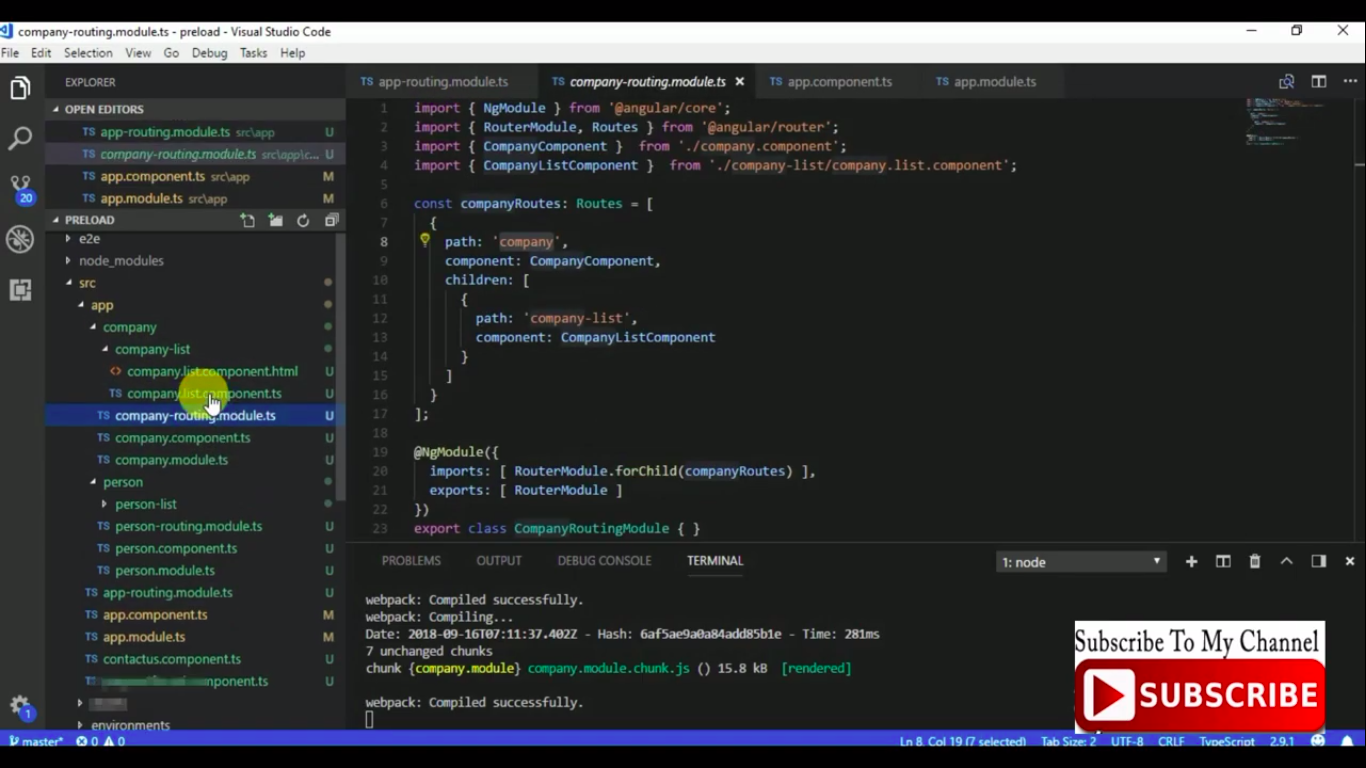 company-routing.module.ts - preload - Visual Studio Code
File Edit Selection View Go Debug Tasks Help
EXPLORER
OPEN EDITORS
TS app-routing.module.ts src\app U
TS company-routing.module.ts src\app\c... U
TS app.component.ts src\app M
TS app.module.ts src\app M
20
PRELOAD
e2e
node_modules
src
app
company
company-list
<> company.list.component.html U
TS company.list.component.ts U
TS company-routing.module.ts U
TS company.component.ts U
TS company.module.ts U
person
person-list
TS person-routing.module.ts U
TS person.component.ts U
TS person.module.ts U
TS app-routing.module.ts U
TS app.component.ts M
TS app.module.ts M
TS contactus.component.ts U
TS mponent.ts U
environments
1
TS app-routing.module.ts TS company-routing.module.ts TS app.component.ts TS app.module.ts
1 import { NgModule } from '@angular/core';
2 import { RouterModule, Routes } from '@angular/router';
3 import { CompanyComponent } from './company.component';
4 import { CompanyListComponent } from './company-list/company.list.component';
5
6 const companyRoutes: Routes = [
7 {
8 path: 'company',
9 component: CompanyComponent,
10 children: [
11 {
12 path: 'company-list',
13 component: CompanyListComponent
14 }
15 ]
16 }
17 ];
18
19 @NgModule({
20 imports: [ RouterModule.forChild(companyRoutes) ],
21 exports: [ RouterModule ]
22 })
23 export class CompanyRoutingModule { }
PROBLEMS OUTPUT DEBUG CONSOLE TERMINAL 1: node
webpack: Compiled successfully.
webpack: Compiling...
Date: 2018-09-16T07:11:37.402Z - Hash: 6af5ae9a0a84add85b1e - Time: 281ms
7 unchanged chunks
chunk {company.module} company.module.chunk.js () 15.8 kB [rendered]
webpack: Compiled successfully.
Subscribe To My Channel
SUBSCRIBE
master* 0 0 Ln 8, Col 19 (7 selected) Tab Size: 2 UTF-8 CRLF TypeScript 2.9.1